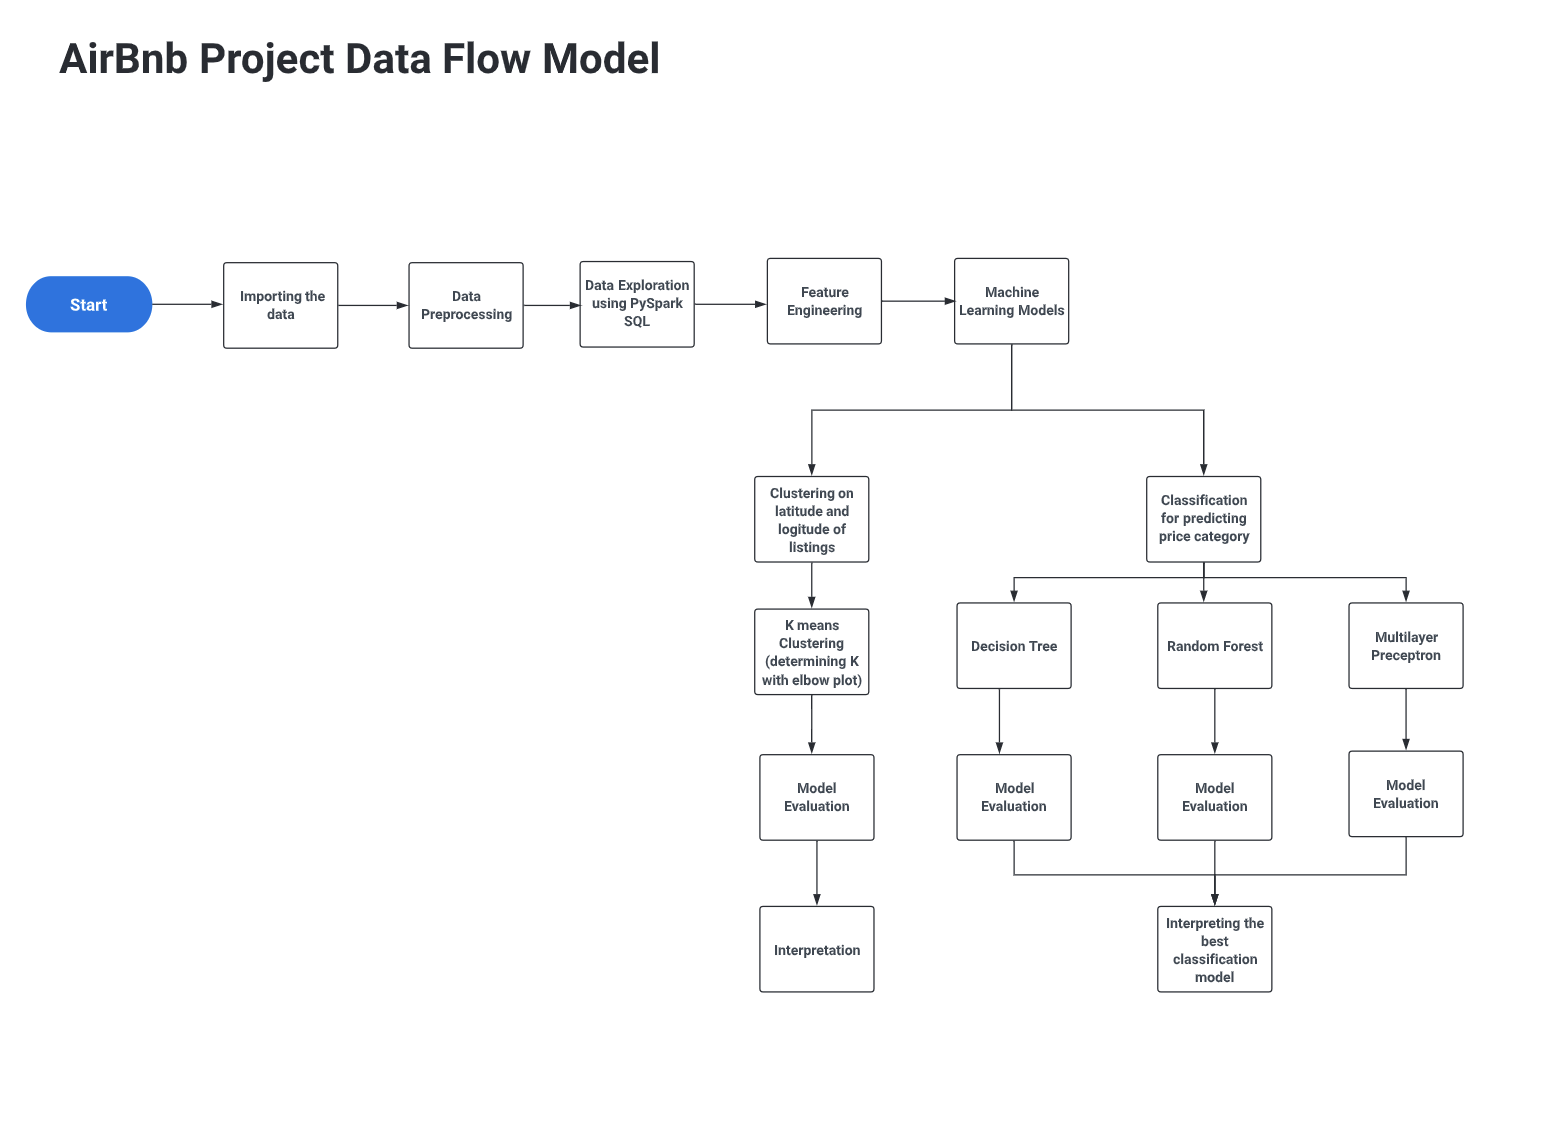 AirBnb Project Data Flow Model
Start
Importing the
data
Data
Preprocessing
Data Exploration
using PySpark
SQL
Feature
Engineering
Machine
Learning Models
Clustering on
latitude and
logitude of
listings
Classification
for predicting
price category
K means
Clustering
(determining K
with elbow plot)
Decision Tree
Random Forest
Multilayer
Preceptron
Model
Evaluation
Model
Evaluation
Model
Evaluation
Model
Evaluation
Interpretation
Interpreting the
best
classification
model